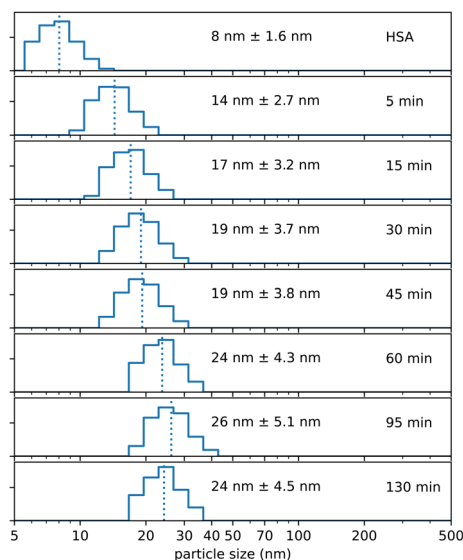 8 nm ± 1.6 nm HSA
14 nm ± 2.7 nm 5 min
17 nm ± 3.2 nm 15 min
19 nm ± 3.7 nm 30 min
19 nm ± 3.8 nm 45 min
24 nm ± 4.3 nm 60 min
26 nm ± 5.1 nm 95 min
24 nm ± 4.5 nm 130 min
5 10 20 30 40 50 70 100 200 500
particle size (nm)